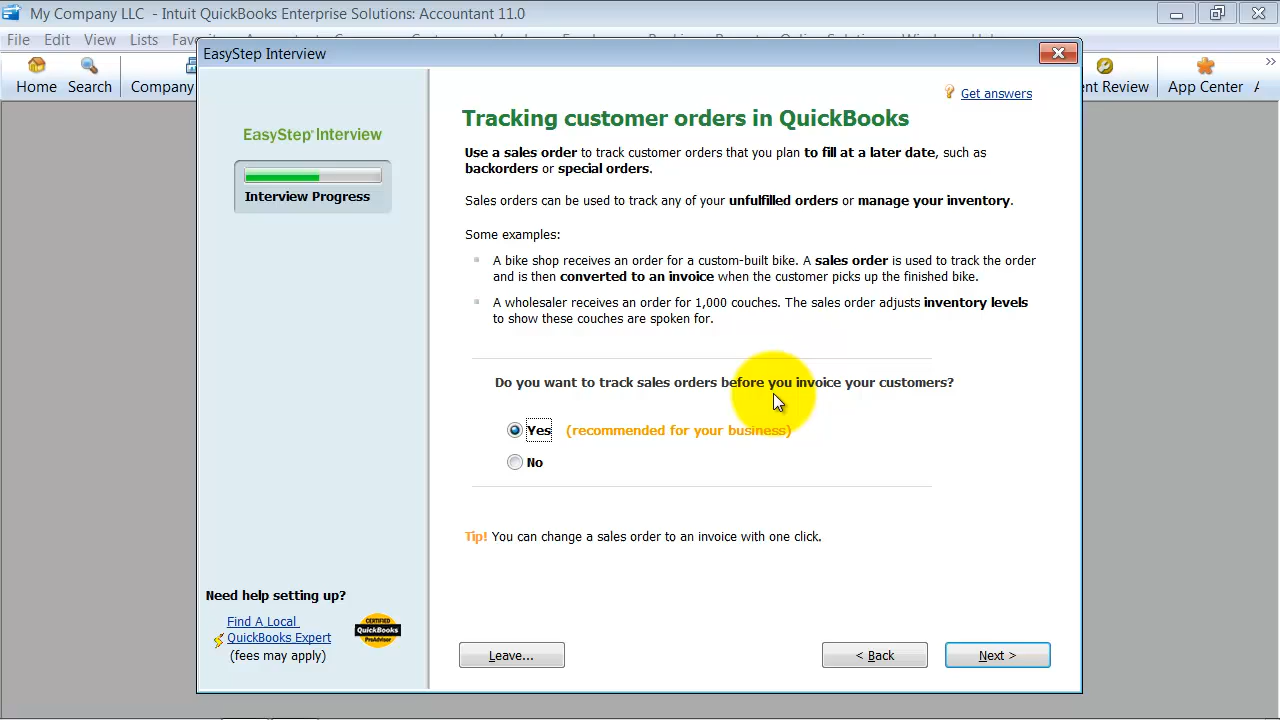 My Company LLC - Intuit QuickBooks Enterprise Solutions: Accountant 11.0
File Edit View Lists
EasyStep Interview
Home Search Company
nt Review App Center
Get answers
EasyStep Interview
Interview Progress
Tracking customer orders in QuickBooks
Use a sales order to track customer orders that you plan to fill at a later date, such as
backorders or special orders.
Sales orders can be used to track any of your unfulfilled orders or manage your inventory.
Some examples:
A bike shop receives an order for a custom-built bike. A sales order is used to track the order
and is then converted to an invoice when the customer picks up the finished bike.
A wholesaler receives an order for 1,000 couches. The sales order adjusts inventory levels
to show these couches are spoken for.
Do you want to track sales orders before you invoice your customers?
Yes (recommended for your business)
No
Tip! You can change a sales order to an invoice with one click.
Need help setting up?
Find A Local
QuickBooks Expert
(fees may apply)
CERTIFIED
QuickBooks
ProAdvisor
Leave...
< Back
Next >